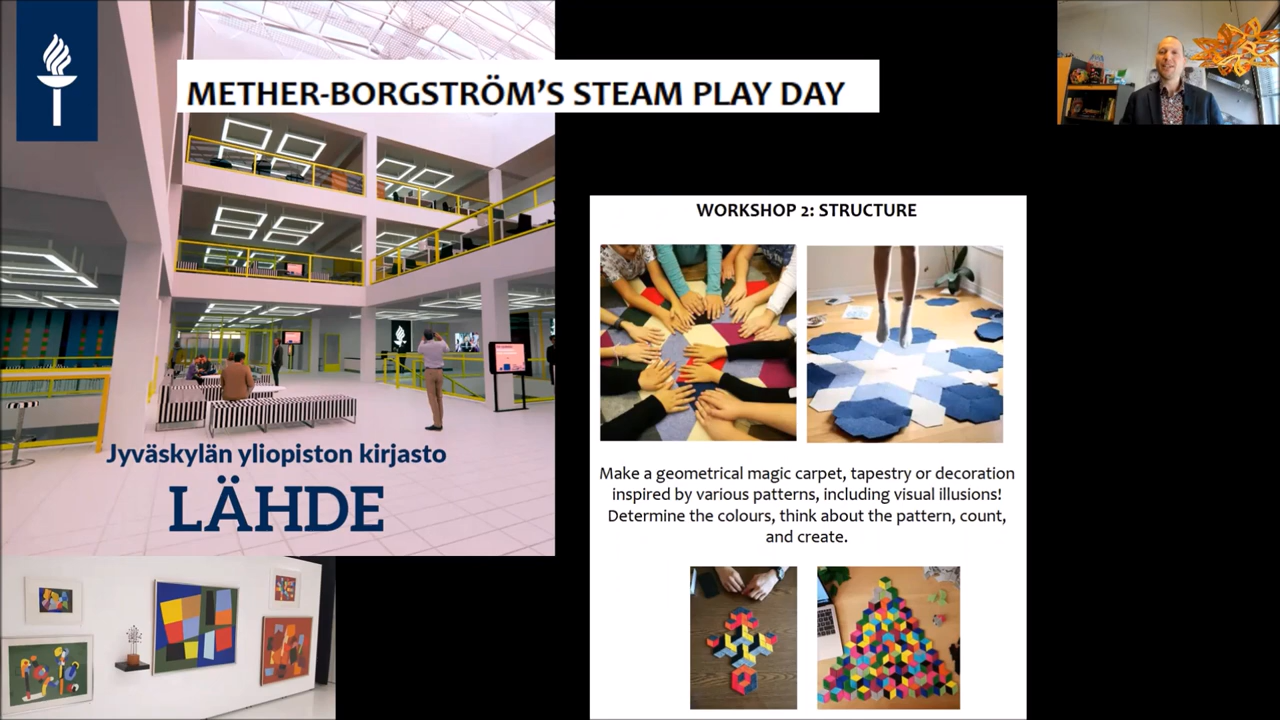 METHER-BORGSTRÖM'S STEAM PLAY DAY
Jyväskylän yliopiston kirjasto
LÄHDE
WORKSHOP 2: STRUCTURE
Make a geometrical magic carpet, tapestry or decoration
inspired by various patterns, including visual illusions!
Determine the colours, think about the pattern, count,
and create.